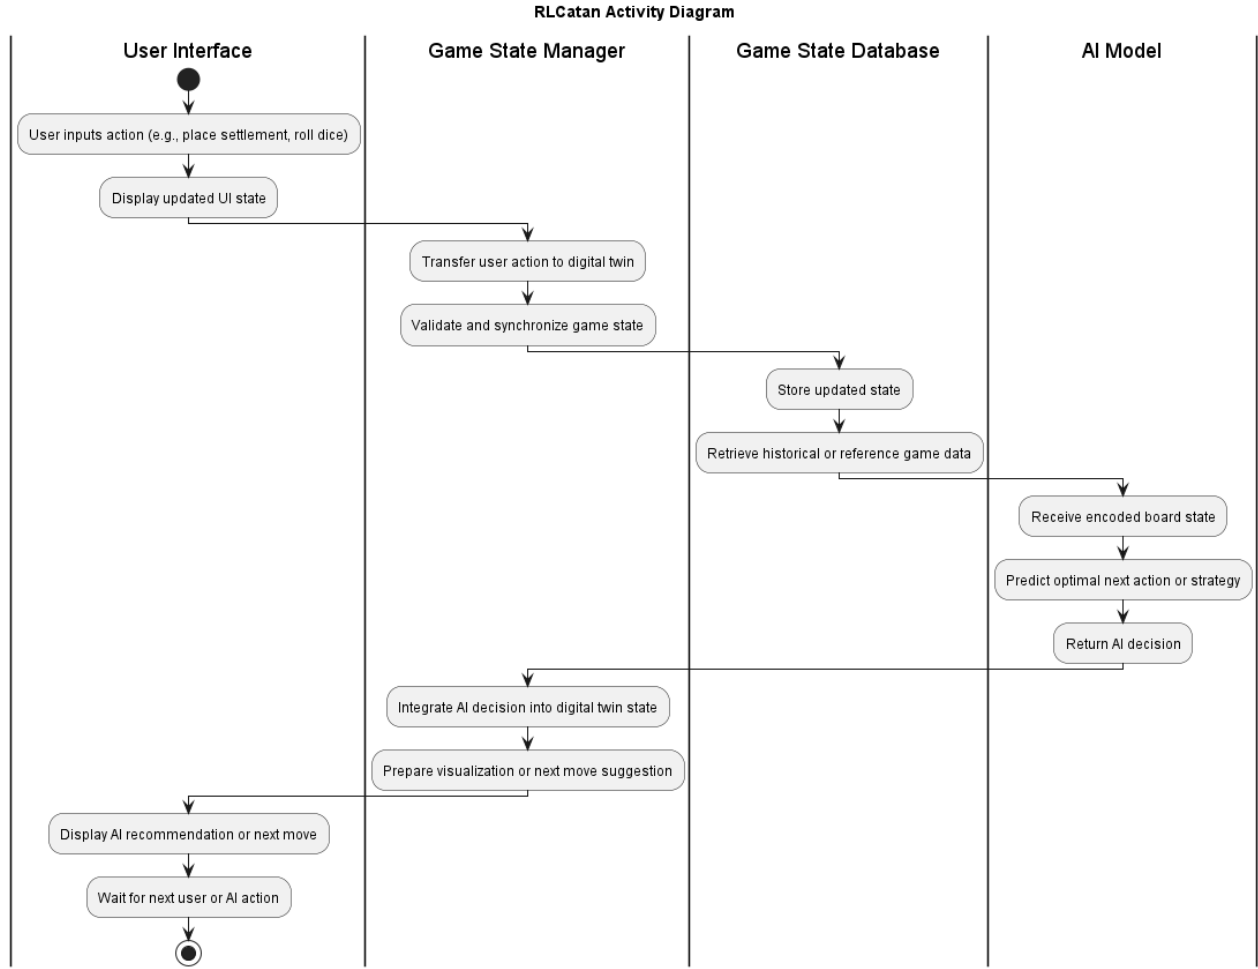 RLCatan Activity Diagram
User Interface
Game State Manager
Game State Database
AI Model
User inputs action (e.g., place settlement, roll dice)
Display updated UI state
Transfer user action to digital twin
Validate and synchronize game state
Store updated state
Retrieve historical or reference game data
Receive encoded board state
Predict optimal next action or strategy
Return AI decision
Integrate AI decision into digital twin state
Prepare visualization or next move suggestion
Display AI recommendation or next move
Wait for next user or AI action